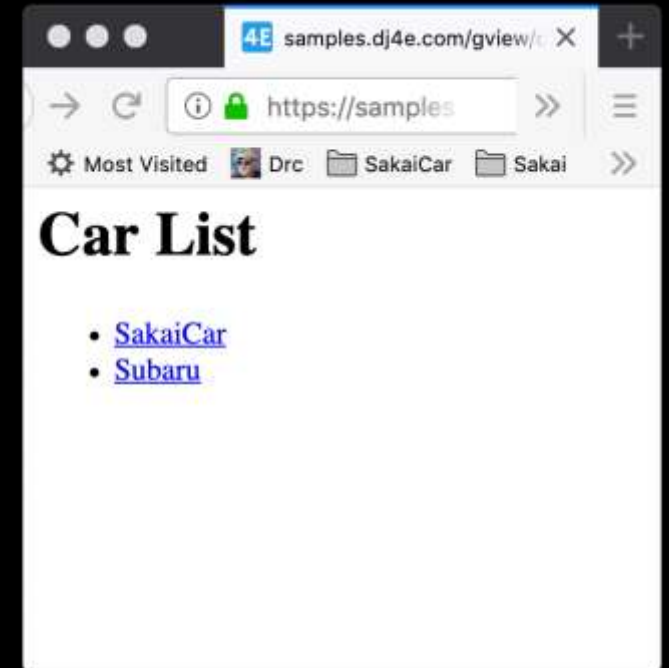 4E samples.dj4e.com/gview/
https://samples
Most Visited Drc SakaiCar Sakai
Car List
SakaiCar
Subaru